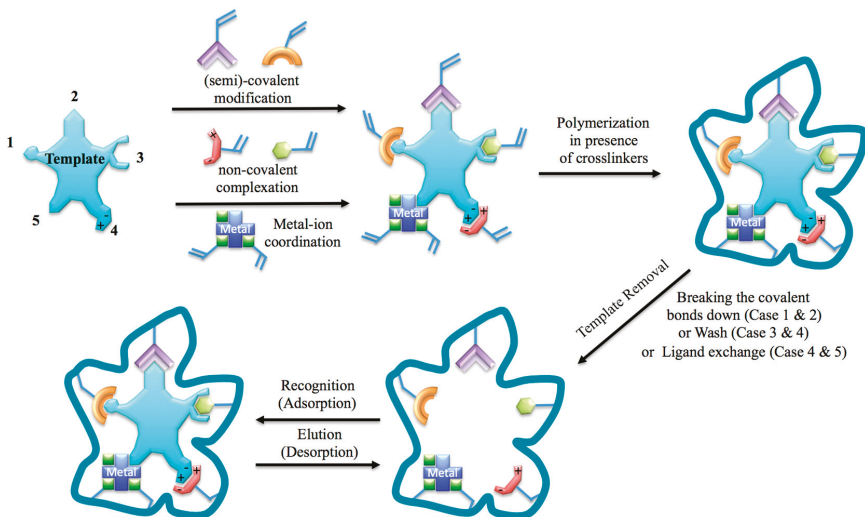 (semi)-covalent
modification
2
1
Template
3
5
+ -
4
+
-
non-covalent
complexation
Metal
Metal-ion
coordination
Metal
- +
- +
Polymerization
in presence
of crosslinkers
Metal
- +
+ - +
Template Removal
Breaking the covalent
bonds down (Case 1 & 2)
or Wash (Case 3 & 4)
or Ligand exchange (Case 4 & 5)
Recognition
(Adsorption)
Elution
(Desorption)
Metal
- +
+ -
Metal
+
-